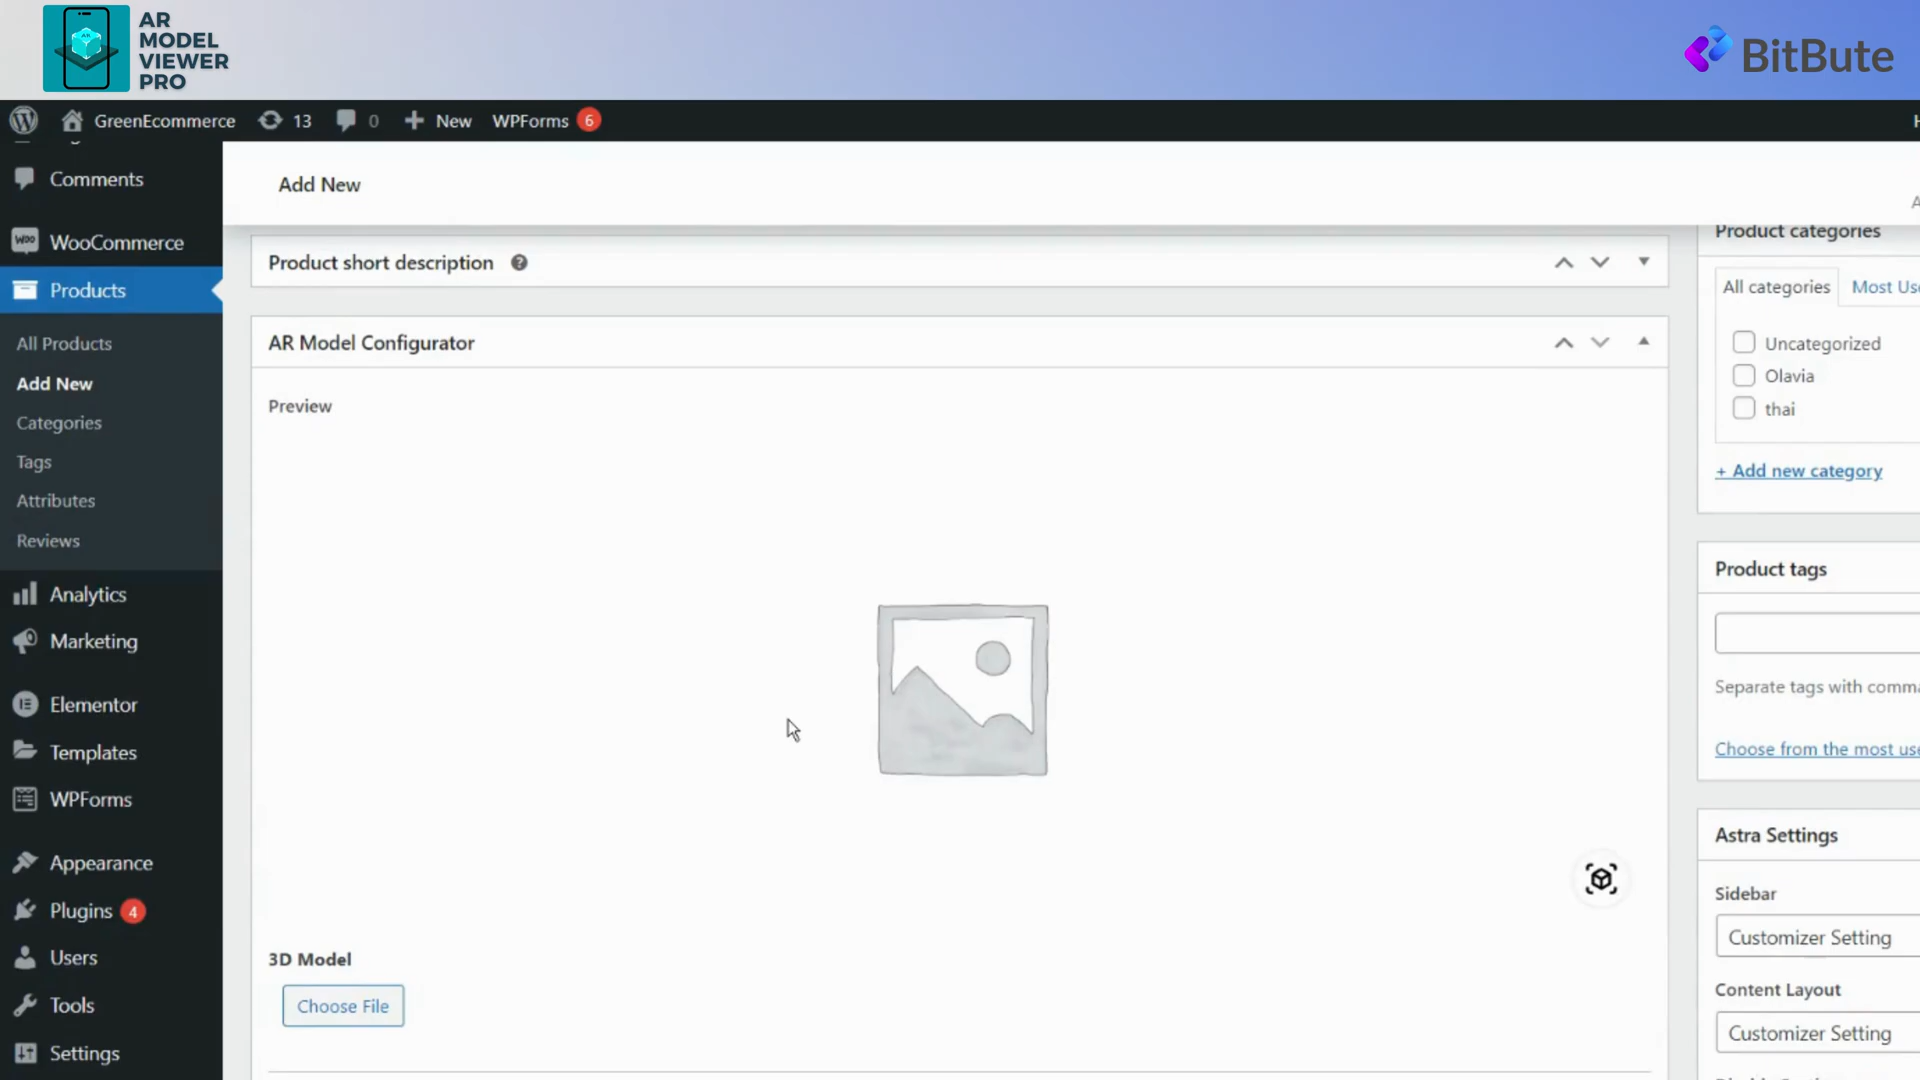 AR
MODEL
VIEWER
PRO
BitBute
GreenEcommerce 13 0 New WPForms 6
Comments
WooCommerce
Products
All Products
Add New
Categories
Tags
Attributes
Reviews
Analytics
Marketing
Elementor
Templates
WPForms
Appearance
Plugins 4
Users
Tools
Settings
Add New
Product short description
AR Model Configurator
Preview
3D Model
Choose File
Product categories
All categories Most Us
Uncategorized
Olavia
thai
+ Add new category
Product tags
Separate tags with comma
Choose from the most use
Astra Settings
Sidebar
Customizer Setting
Content Layout
Customizer Setting